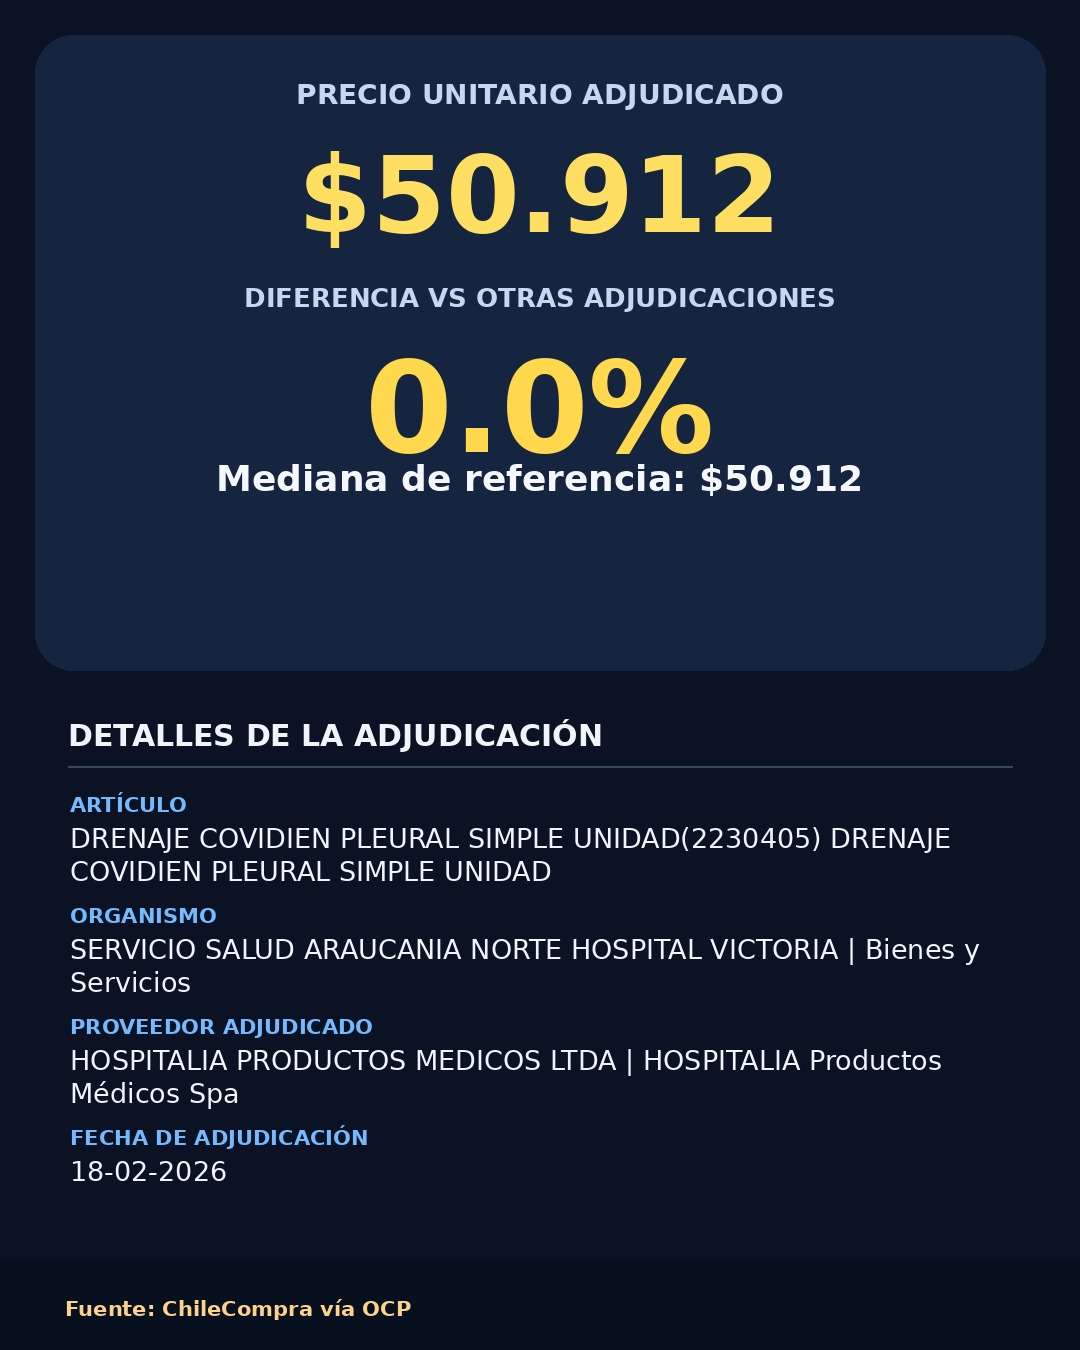 PRECIO UNITARIO ADJUDICADO
$50.912
DIFERENCIA VS OTRAS ADJUDICACIONES
0.0%
Mediana de referencia: $50.912
DETALLES DE LA ADJUDICACIÓN
ARTÍCULO
DRENAJE COVIDIEN PLEURAL SIMPLE UNIDAD(2230405) DRENAJE
COVIDIEN PLEURAL SIMPLE UNIDAD
ORGANISMO
SERVICIO SALUD ARAUCANIA NORTE HOSPITAL VICTORIA | Bienes y
Servicios
PROVEEDOR ADJUDICADO
HOSPITALIA PRODUCTOS MEDICOS LTDA | HOSPITALIA Productos
Médicos Spa
FECHA DE ADJUDICACIÓN
18-02-2026
Fuente: ChileCompra vía OCP